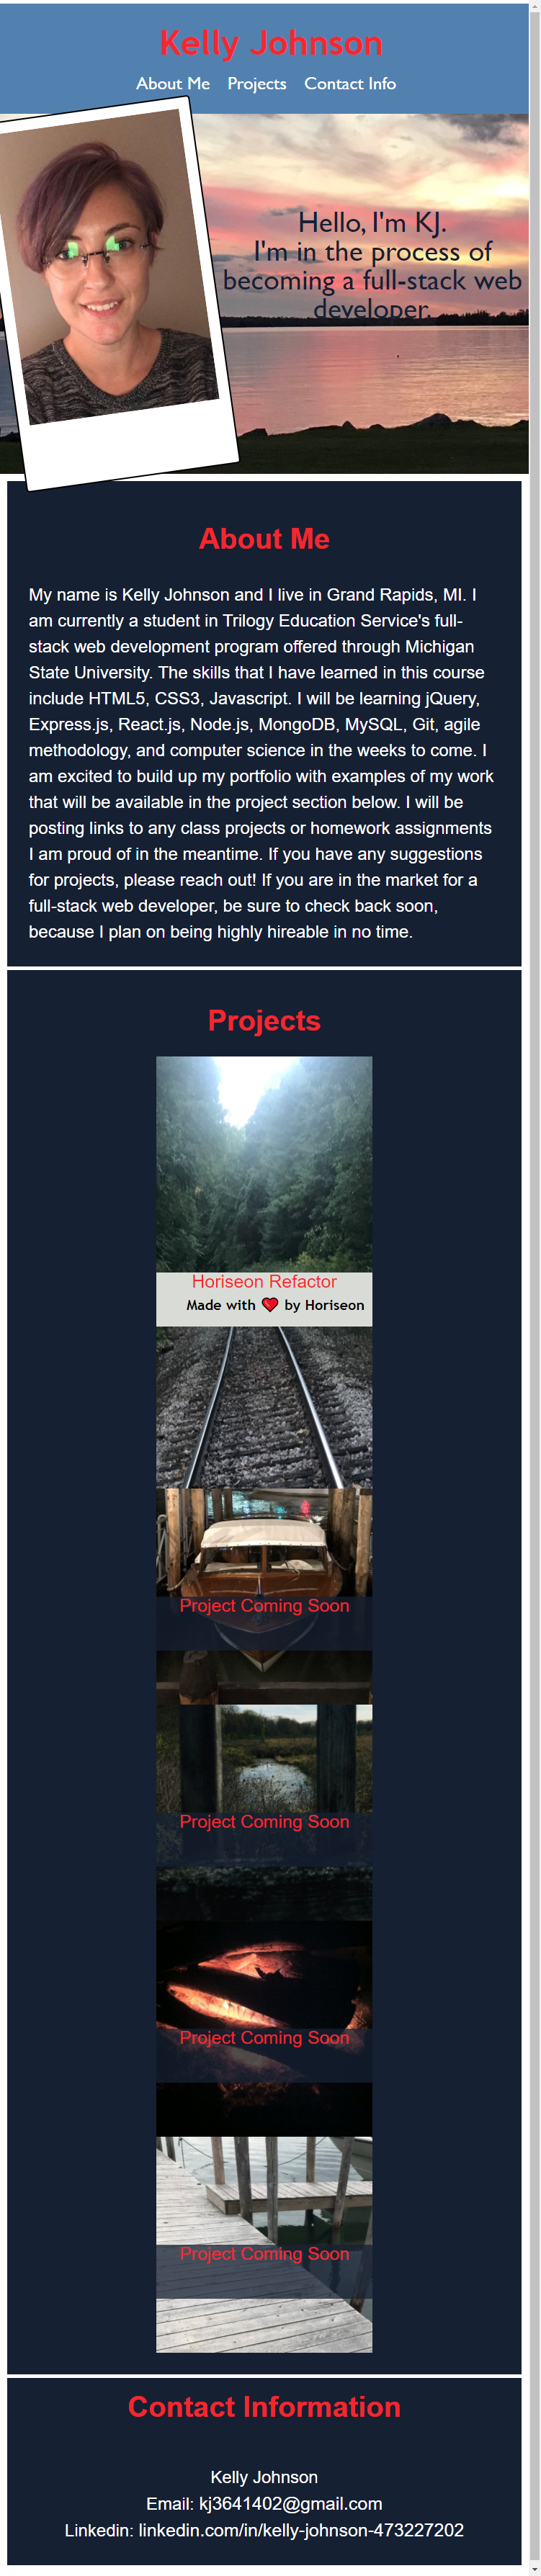 Kelly Johnson
About Me Projects Contact Info
Hello, I'm KJ.
I'm in the process of
becoming a full-stack web
developer.
About Me
My name is Kelly Johnson and I live in Grand Rapids, MI. I
am currently a student in Trilogy Education Service's full-
stack web development program offered through Michigan
State University. The skills that I have learned in this course
include HTML5, CSS3, Javascript. I will be learning jQuery,
Express.js, React.js, Node.js, MongoDB, MySQL, Git, agile
methodology, and computer science in the weeks to come. I
am excited to build up my portfolio with examples of my work
that will be available in the project section below. I will be
posting links to any class projects or homework assignments
I am proud of in the meantime. If you have any suggestions
for projects, please reach out! If you are in the market for a
full-stack web developer, be sure to check back soon,
because I plan on being highly hireable in no time.
Projects
Horiseon Refactor
Made with ❤️ by Horiseon
Project Coming Soon
Project Coming Soon
Project Coming Soon
Project Coming Soon
Contact Information
Kelly Johnson
Email: kj3641402@gmail.com
Linkedin: linkedin.com/in/kelly-johnson-473227202